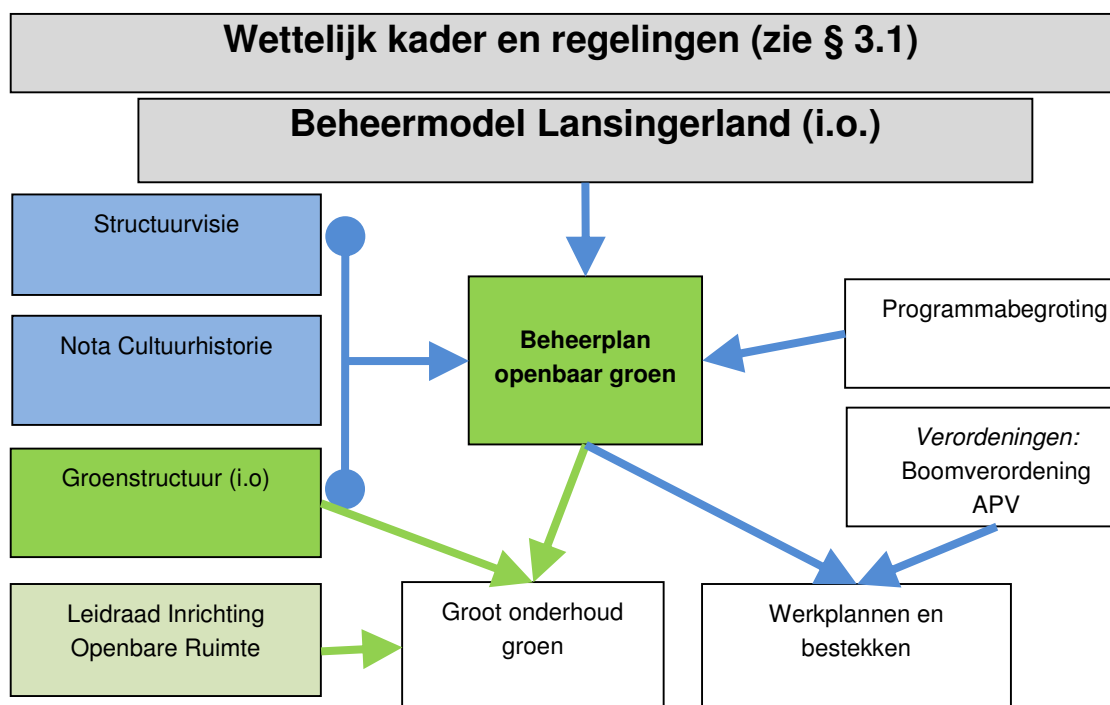 Wettelijk kader en regelingen (zie § 3.1)
Beheermodel Lansingerland (i.o.)
Structuurvisie
Nota Cultuurhistorie
Groenstructuur (i.o)
Leidraad Inrichting
Openbare Ruimte
Beheerplan
openbaar groen
Groot onderhoud
groen
Programmabegroting
Verordeningen:
Boomverordening
APV
Werkplannen en
bestekken